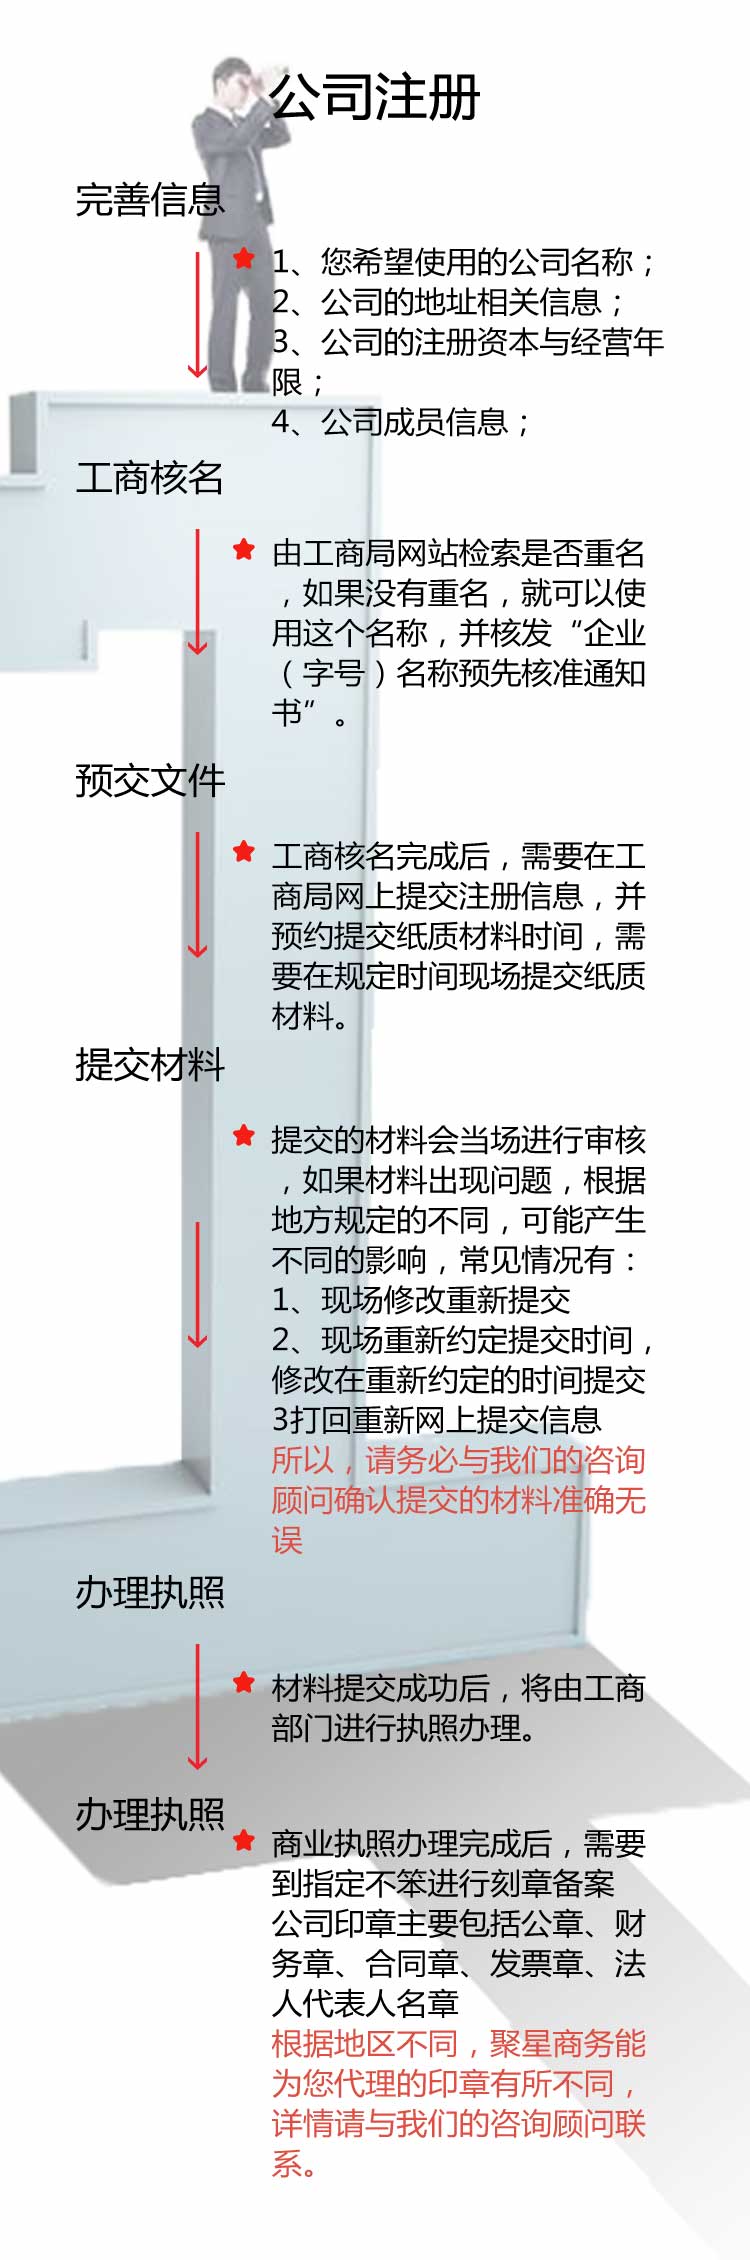 公司注册
完善信息
1、您希望使用的公司名称；
2、公司的地址相关信息；
3、公司的注册资本与经营年
限；
4、公司成员信息；
工商核名
由工商局网站检索是否重名
，如果没有重名，就可以使
用这个名称，并核发“企业
（字号）名称预先核准通知
书”。
预交文件
工商核名完成后，需要在工
商局网上提交注册信息，并
预约提交纸质材料时间，需
要在规定时间现场提交纸质
材料。
提交材料
提交的材料会当场进行审核
，如果材料出现问题，根据
地方规定的不同，可能产生
不同的影响，常见情况有：
1、现场修改重新提交
2、现场重新约定提交时间，
修改在重新约定的时间提交
3打回重新网上提交信息
所以，请务必与我们的咨询
顾问确认提交的材料准确无
误
办理执照
材料提交成功后，将由工商
部门进行执照办理。
办理执照
商业执照办理完成后，需要
到指定不笨进行刻章备案
公司印章主要包括公章、财
务章、合同章、发票章、法
人代表人名章
根据地区不同，聚星商务能
为您代理的印章有所不同，
详情请与我们的咨询顾问联
系。